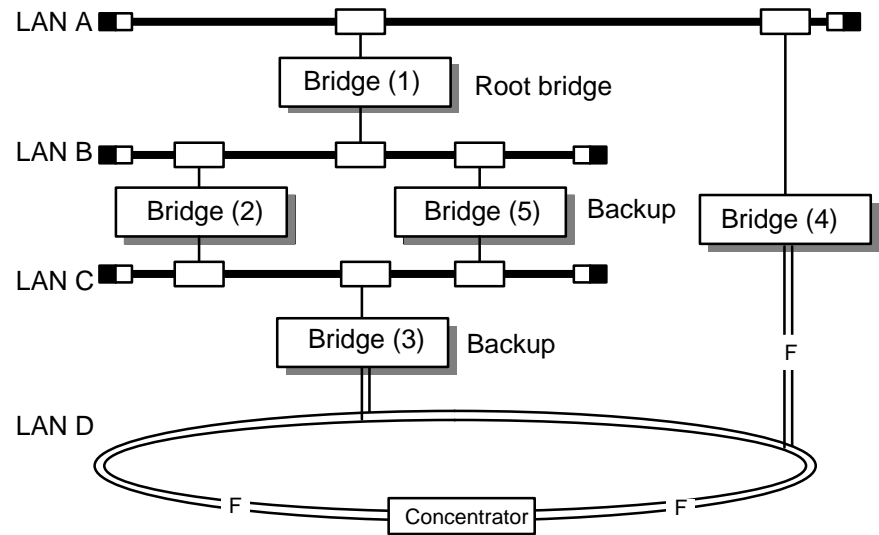 LAN A
Bridge (1)
Root bridge
LAN B
Bridge (2)
Bridge (5)
Backup
Bridge (4)
LAN C
Bridge (3)
Backup
F
LAN D
F
Concentrator
F